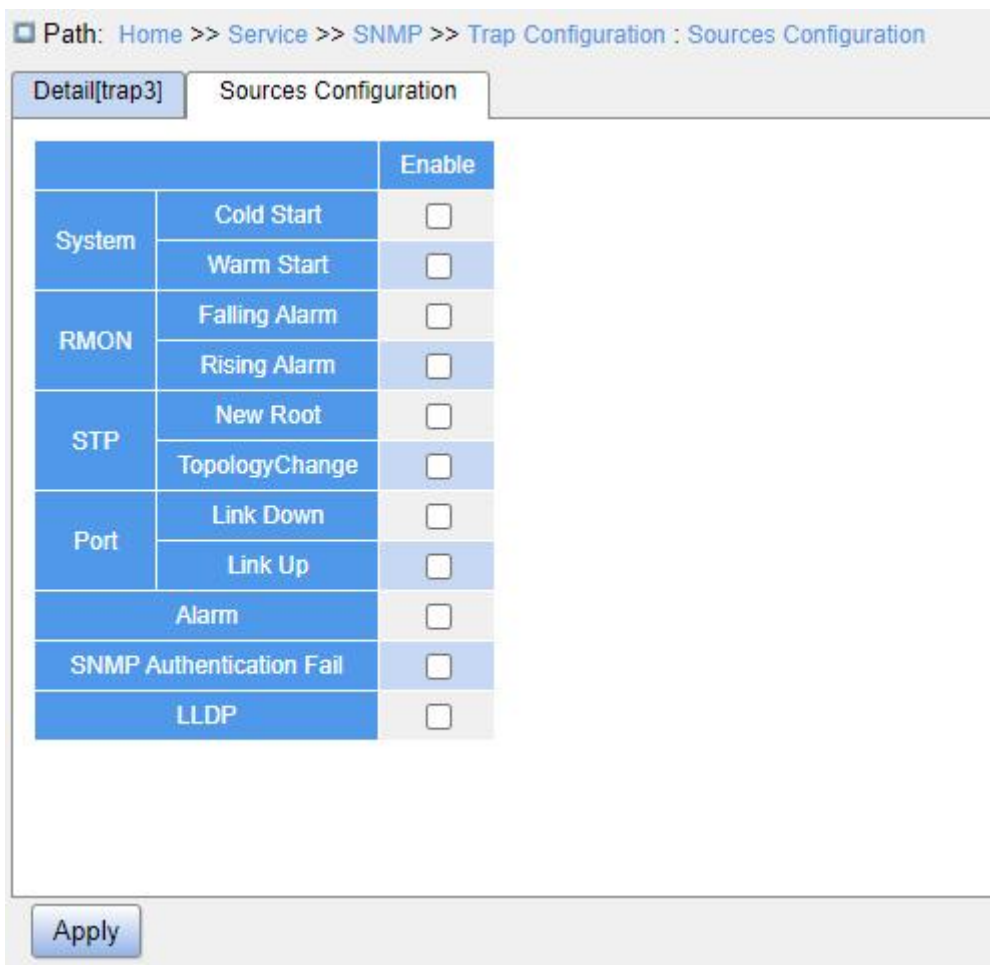 Path: Home >> Service >> SNMP >> Trap Configuration : Sources Configuration
Detail[trap3] Sources Configuration
Enable
System Cold Start
Warm Start
RMON Falling Alarm
Rising Alarm
STP New Root
TopologyChange
Port Link Down
Link Up
Alarm
SNMP Authentication Fail
LLDP
Apply